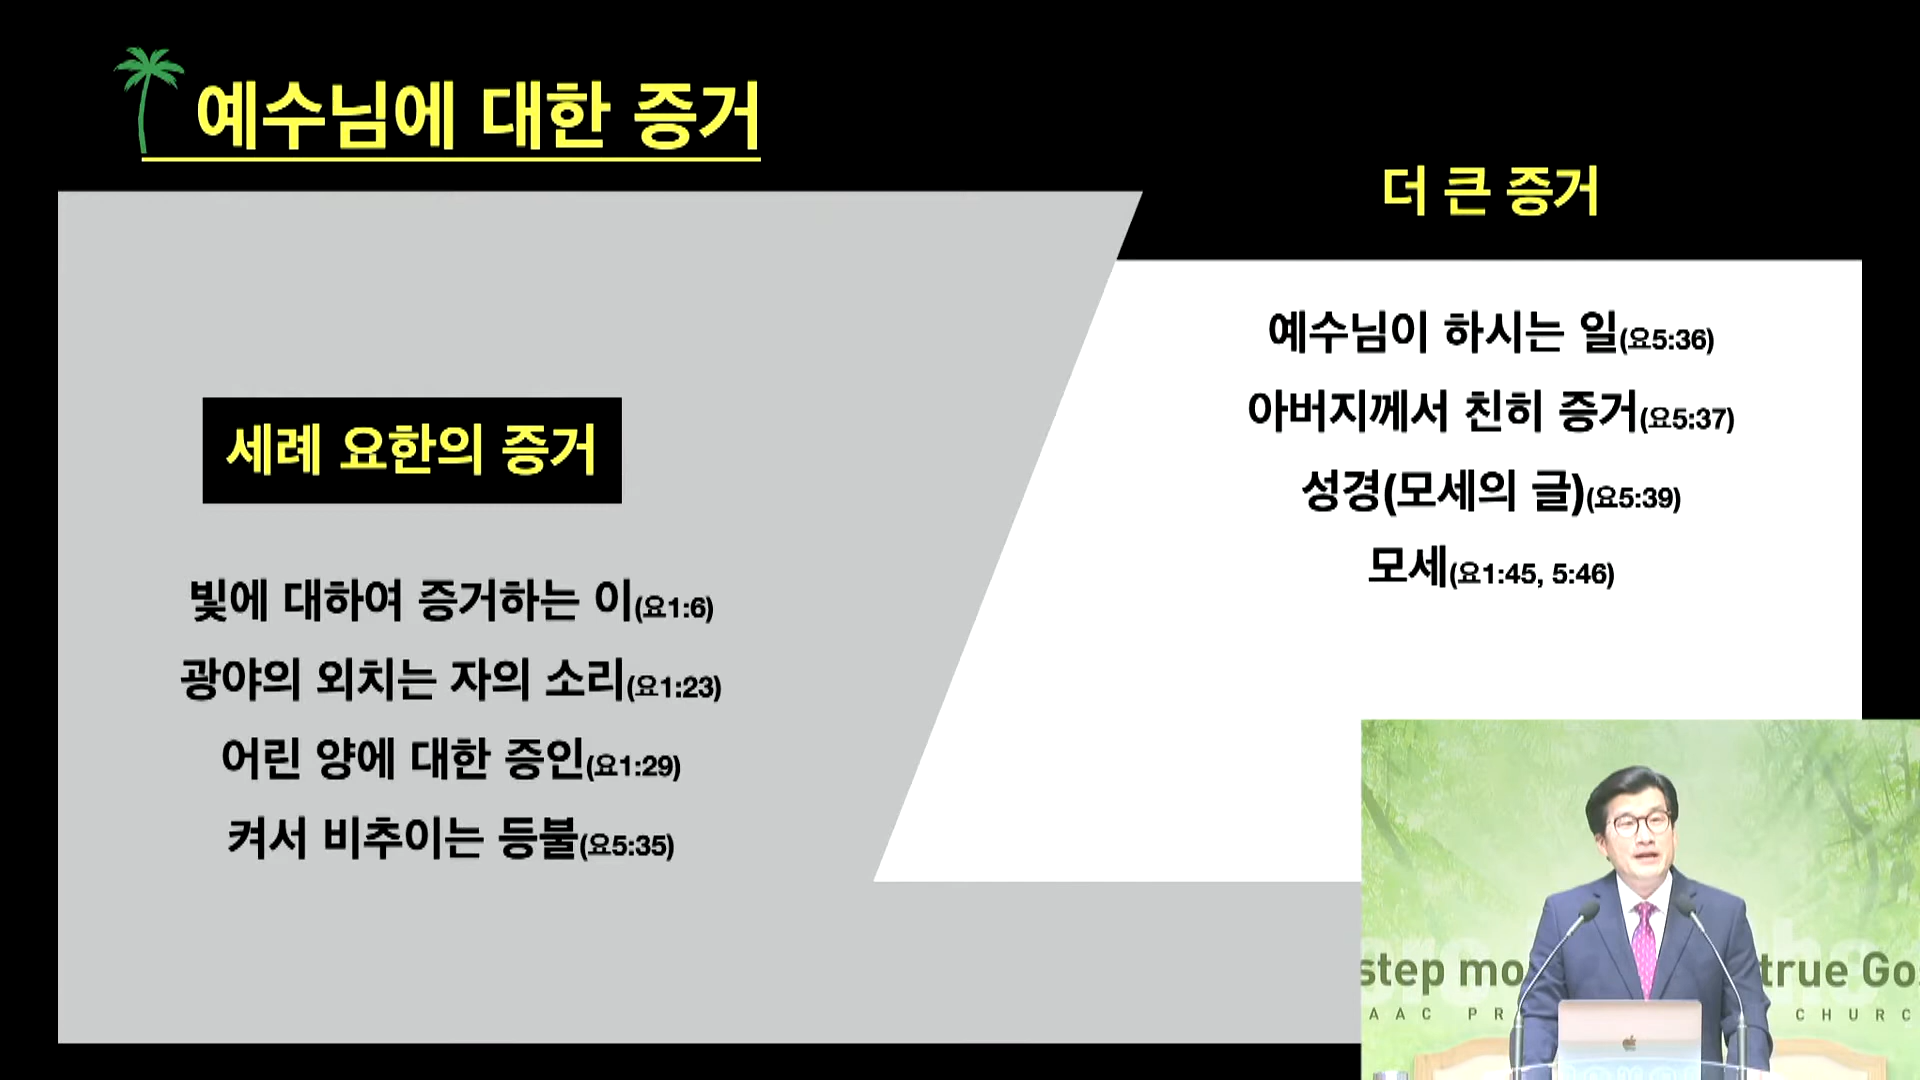 예수님에 대한 증거
더 큰 증거
예수님이 하시는 일(요5:36)
아버지께서 친히 증거(요5:37)
성경(모세의 글)(요5:39)
모세(요1:45, 5:46)
세례 요한의 증거
빛에 대하여 증거하는 이(요1:6)
광야의 외치는 자의 소리(요1:23)
어린 양에 대한 증인(요1:29)
켜서 비추이는 등불(요5:35)
step mo true Go
AAC PR CHURC